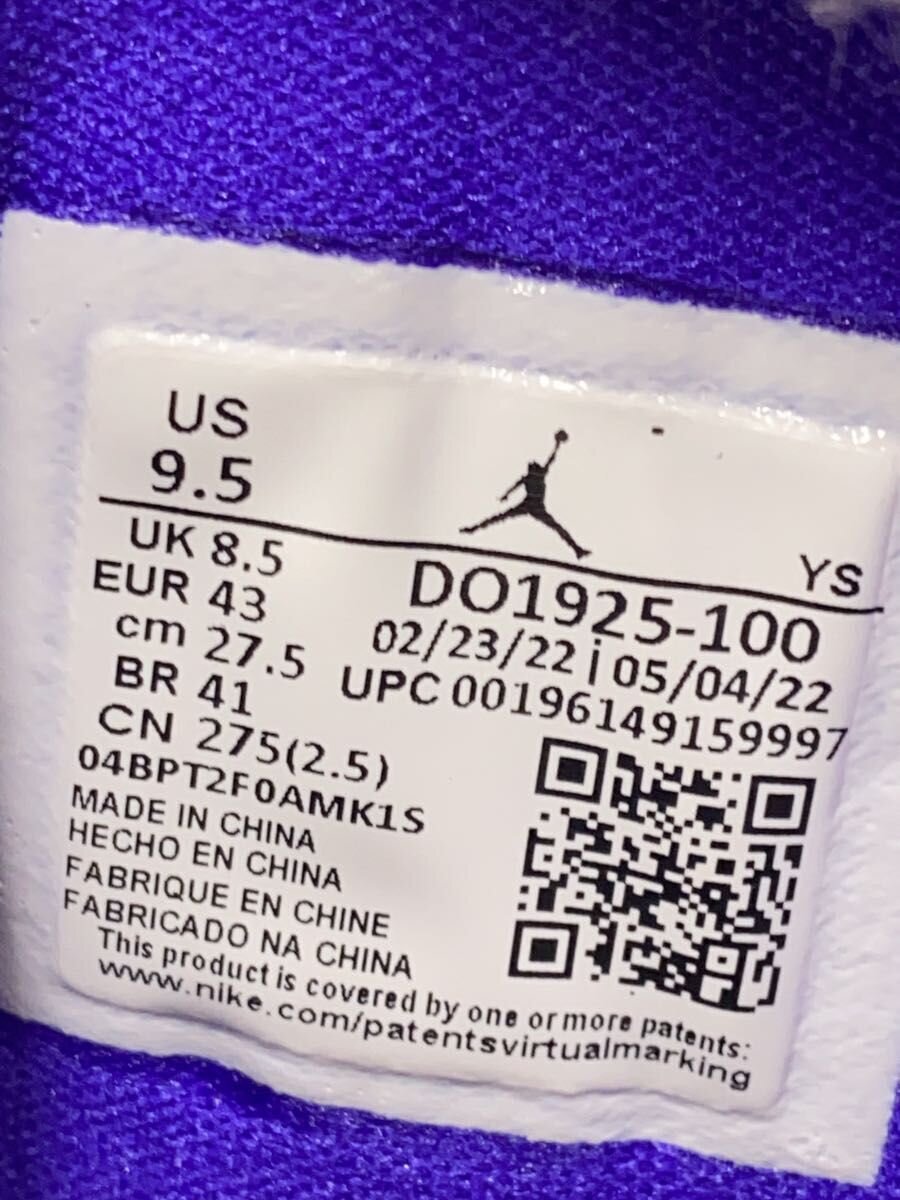 US
9.5
YS
UK 8.5
EUR 43
cm 27.5
BR 41
CN 275(2.5)
DO1925-100
02/23/22 | 05/04/22
UPC 00196149159997
04BPT2F0AMK1S
MADE IN CHINA
HECHO EN CHINA
FABRIQUE EN CHINE
FABRICADO NA CHINA
This product is covered by one or more patents:
www.nike.com/patentsvirtualmarking